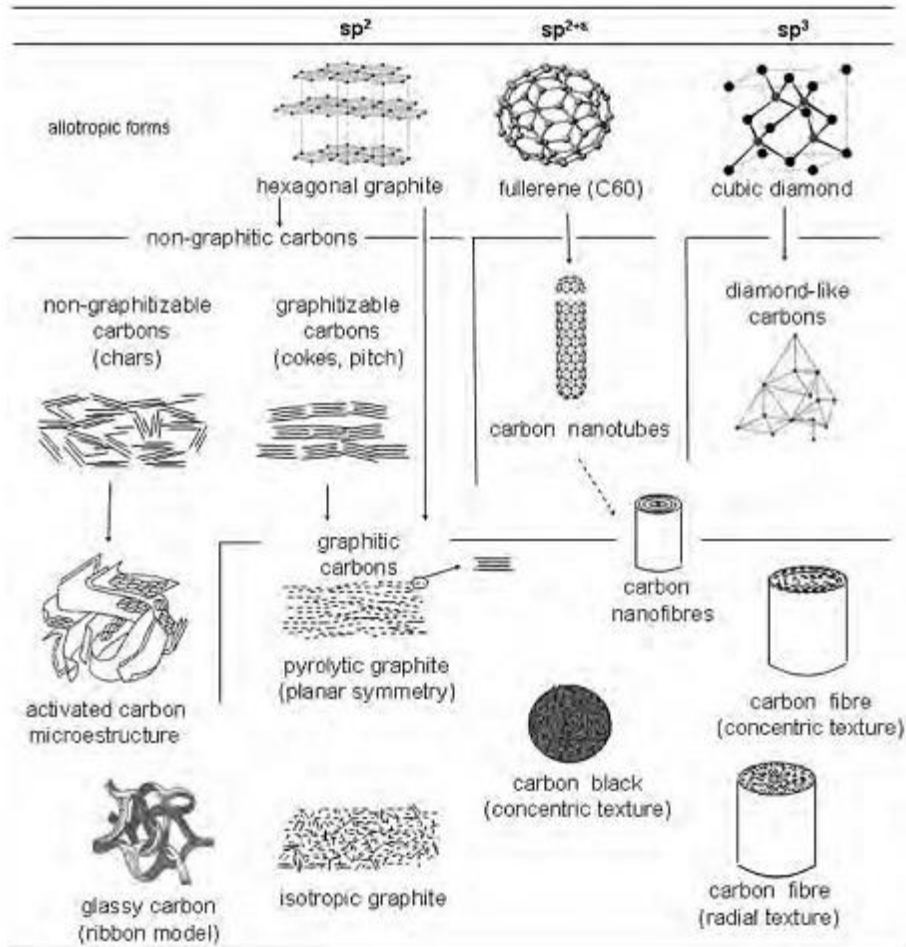 sp2
sp2+ε
sp3
allotropic forms
hexagonal graphite
fullerene (C60)
cubic diamond
non-graphitic carbons
non-graphitizable
carbons
(chars)
graphitizable
carbons
(cokes, pitch)
carbon nanotubes
diamond-like
carbons
graphitic
carbons
carbon
nanofibres
pyrolytic graphite
(planar symmetry)
activated carbon
microestructure
carbon fibre
(concentric texture)
carbon black
(concentric texture)
glassy carbon
(ribbon model)
isotropic graphite
carbon fibre
(radial texture)